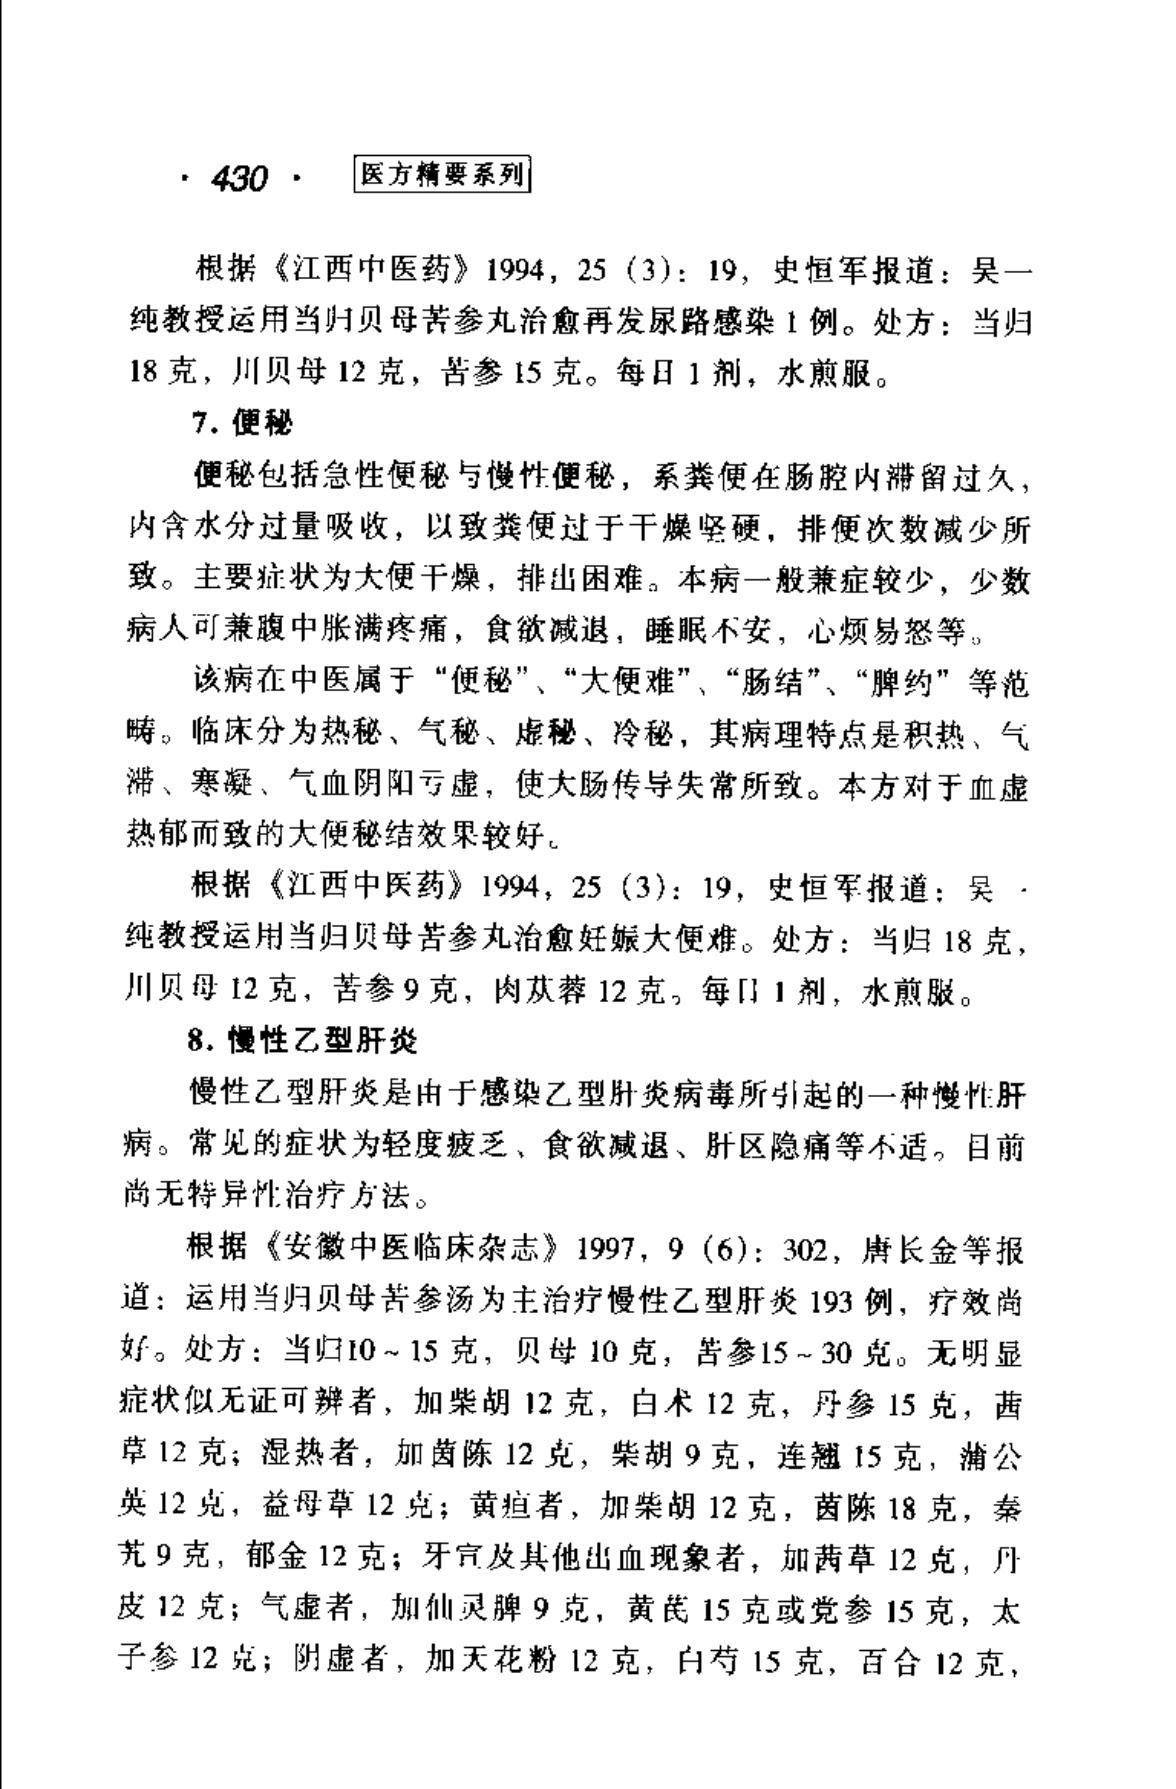 · 430 · 医方精要系列
根据《江西中医药》1994，25（3）：19，史恒军报道：吴一
纯教授运用当归贝母苦参丸治愈再发尿路感染 1 例。处方：当归
18 克，川贝母 12 克，苦参 15 克。每日 1 剂，水煎服。
7. 便秘
便秘包括急性便秘与慢性便秘，系粪便在肠腔内滞留过久，
内含水分过量吸收，以致粪便过于干燥坚硬，排便次数减少所
致。主要症状为大便干燥，排出困难。本病一般兼症较少，少数
病人可兼腹中胀满疼痛，食欲减退，睡眠不安，心烦易怒等。
该病在中医属于“便秘”、“大便难”、“肠结”、“脾约”等范
畴。临床分为热秘、气秘、虚秘、冷秘，其病理特点是积热、气
滞、寒凝、气血阴阳亏虚，使大肠传导失常所致。本方对于血虚
热郁而致的大便秘结效果较好。
根据《江西中医药》1994，25（3）：19，史恒军报道：吴一
纯教授运用当归贝母苦参丸治愈妊娠大便难。处方：当归 18 克，
川贝母 12 克，苦参 9 克，肉苁蓉 12 克。每日 1 剂，水煎服。
8. 慢性乙型肝炎
慢性乙型肝炎是由于感染乙型肝炎病毒所引起的一种慢性肝
病。常见的症状为轻度疲乏、食欲减退、肝区隐痛等不适。目前
尚无特异性治疗方法。
根据《安徽中医临床杂志》1997，9（6）：302，唐长金等报
道：运用当归贝母苦参汤为主治疗慢性乙型肝炎 193 例，疗效尚
好。处方：当归10～15 克，贝母 10 克，苦参15～30 克。无明显
症状似无证可辨者，加柴胡 12 克，白术 12 克，丹参 15 克，茜
草 12 克；湿热者，加茵陈 12 克，柴胡 9 克，连翘 15 克，蒲公
英 12 克，益母草 12 克；黄疸者，加柴胡 12 克，茵陈 18 克，秦
艽 9 克，郁金 12 克；牙宣及其他出血现象者，加茜草 12 克，丹
皮 12 克；气虚者，加仙灵脾 9 克，黄芪 15 克或党参 15 克，太
子参 12 克；阴虚者，加天花粉 12 克，白芍 15 克，百合 12 克，